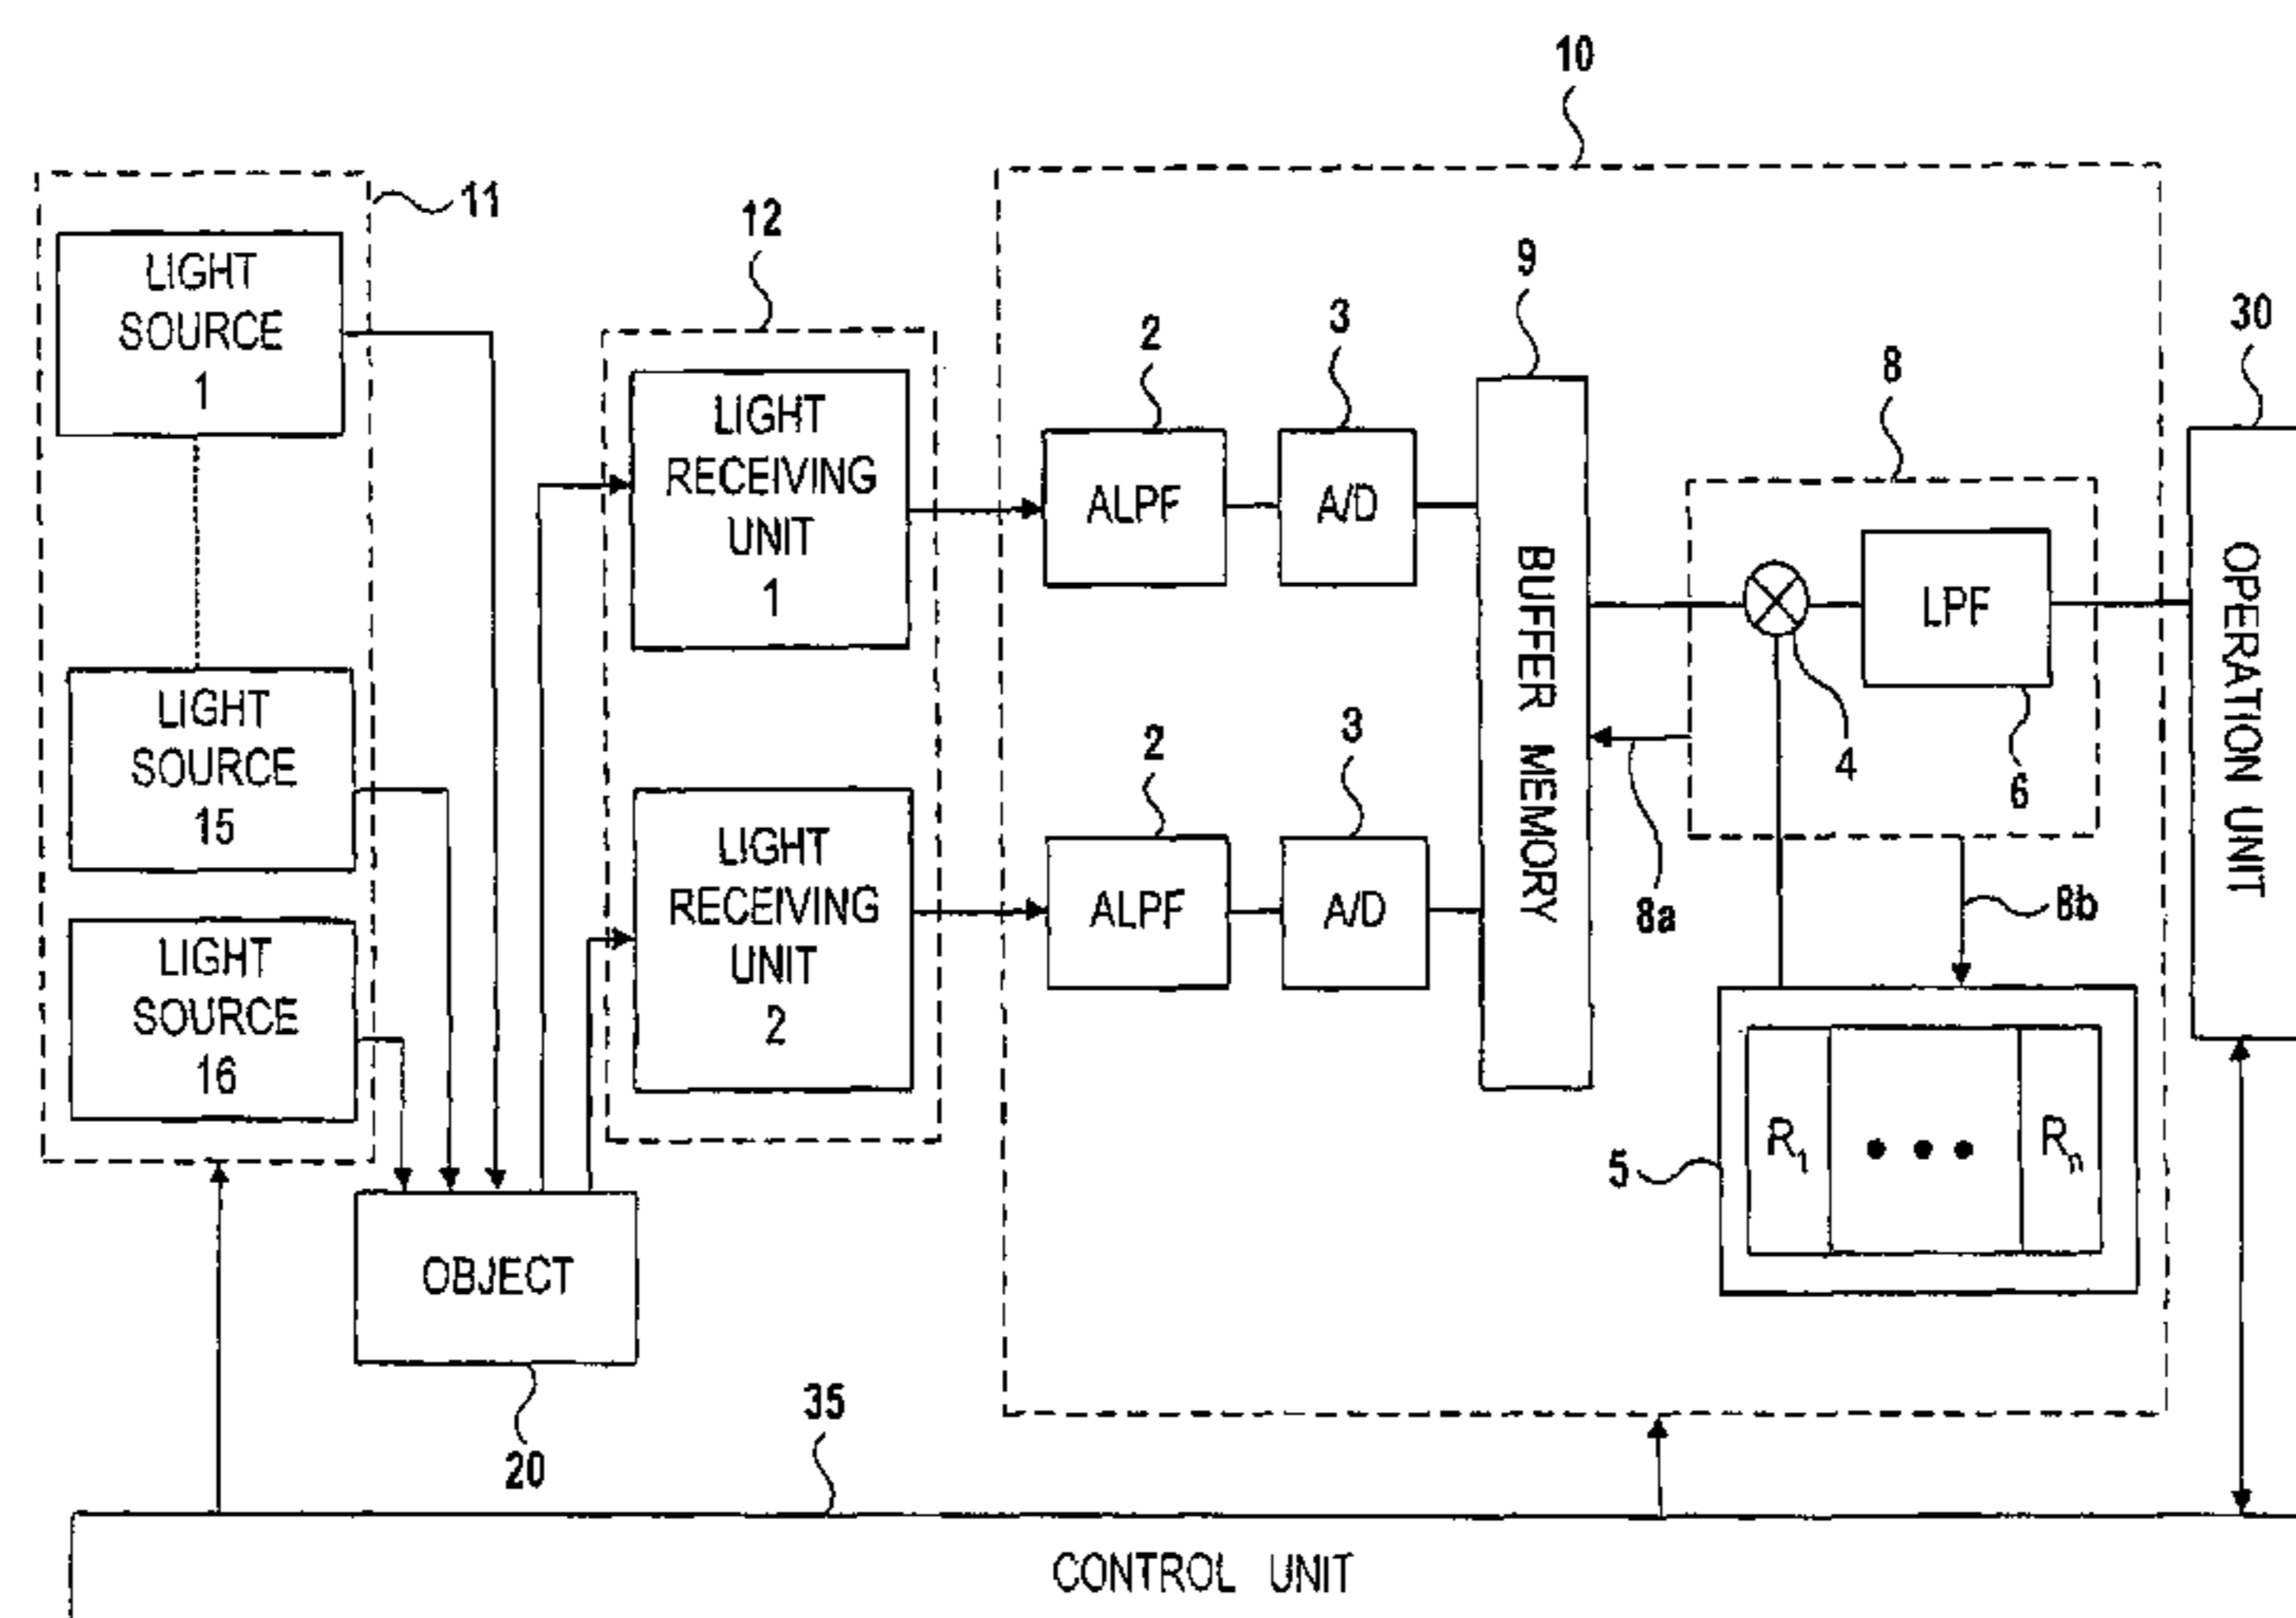 10
11
12
9
30
2
3
8
LIGHT
SOURCE
1
LIGHT
RECEIVING
UNIT
1
ALPF
A/D
BUFFER MEMORY
LPF
OPERATION UNIT
4
6
LIGHT
SOURCE
15
2
3
8a
8b
LIGHT
RECEIVING
UNIT
2
ALPF
A/D
LIGHT
SOURCE
16
5
R1
• • •
Rn
OBJECT
20
35
CONTROL UNIT